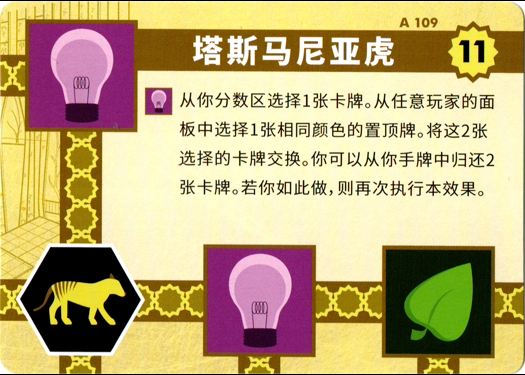 A 109
塔斯马尼亚虎
11
从你分数区选择1张卡牌。从任意玩家的面
板中选择1张相同颜色的置顶牌。将这2张
选择的卡牌交换。你可以从你手牌中归还2
张卡牌。若你如此做，则再次执行本效果。